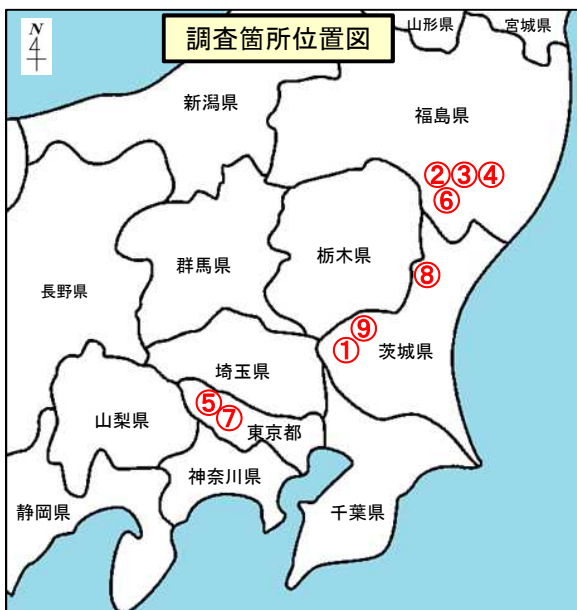 N
調査箇所位置図
山形県
宮城県
新潟県
福島県
②③④
⑥
群馬県
栃木県
⑧
長野県
⑨
①
茨城県
埼玉県
⑤
⑦
東京都
山梨県
神奈川県
静岡県
千葉県